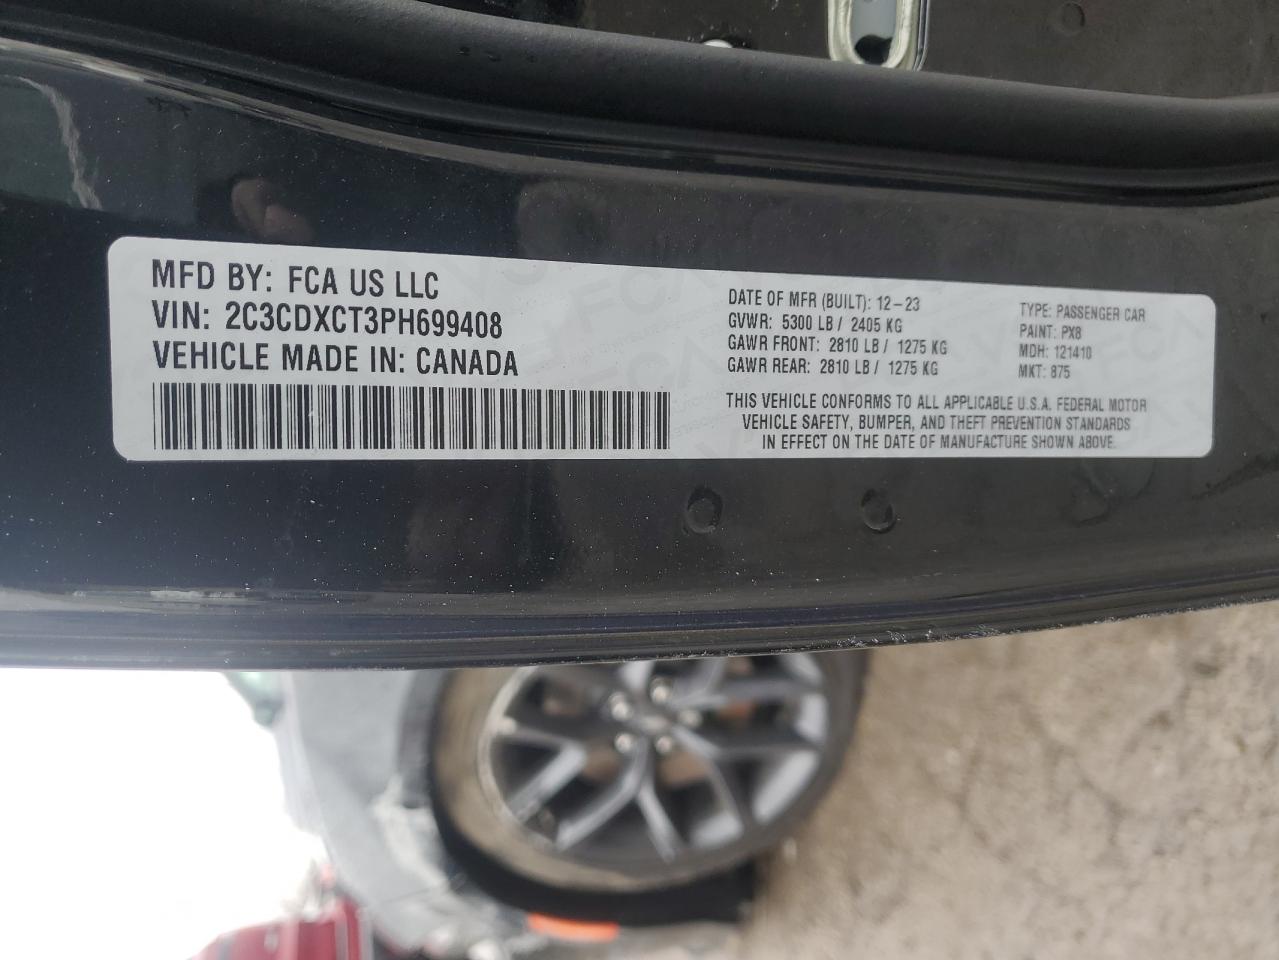 MFD BY: FCA US LLC
VIN: 2C3CDXCT3PH699408
VEHICLE MADE IN: CANADA
DATE OF MFR (BUILT): 12-23
GVWR: 5300 LB / 2405 KG
GAWR FRONT: 2810 LB / 1275 KG
GAWR REAR: 2810 LB / 1275 KG
TYPE: PASSENGER CAR
PAINT: PX8
MDH: 121410
MKT: 875
THIS VEHICLE CONFORMS TO ALL APPLICABLE U.S.A. FEDERAL MOTOR
VEHICLE SAFETY, BUMPER, AND THEFT PREVENTION STANDARDS
IN EFFECT ON THE DATE OF MANUFACTURE SHOWN ABOVE.